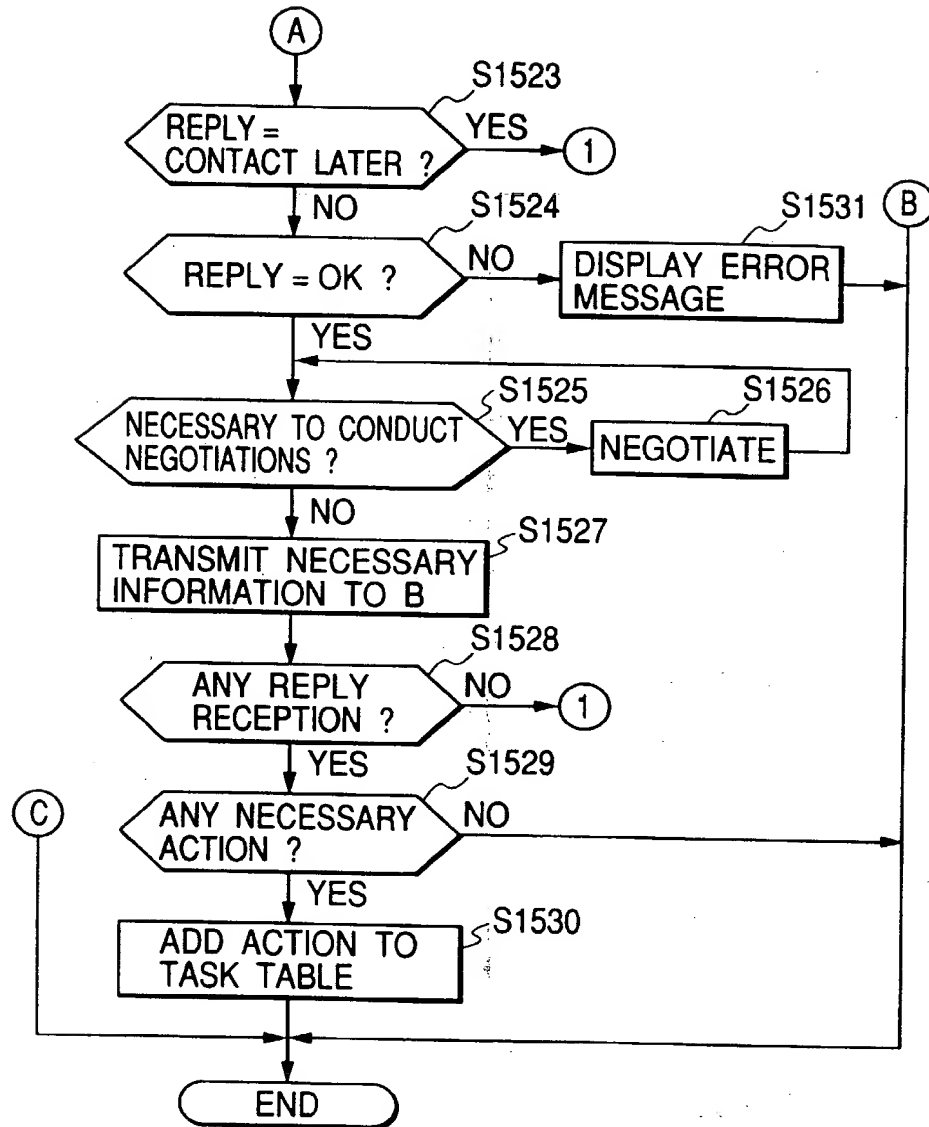 A
S1523
REPLY =
CONTACT LATER ?
YES
1
NO
S1524
REPLY = OK ?
NO
S1531
DISPLAY ERROR
MESSAGE
B
YES
S1525
NECESSARY TO CONDUCT
NEGOTIATIONS ?
YES
S1526
NEGOTIATE
NO
S1527
TRANSMIT NECESSARY
INFORMATION TO B
S1528
ANY REPLY
RECEPTION ?
NO
1
YES
S1529
ANY NECESSARY
ACTION ?
NO
C
YES
S1530
ADD ACTION TO
TASK TABLE
END